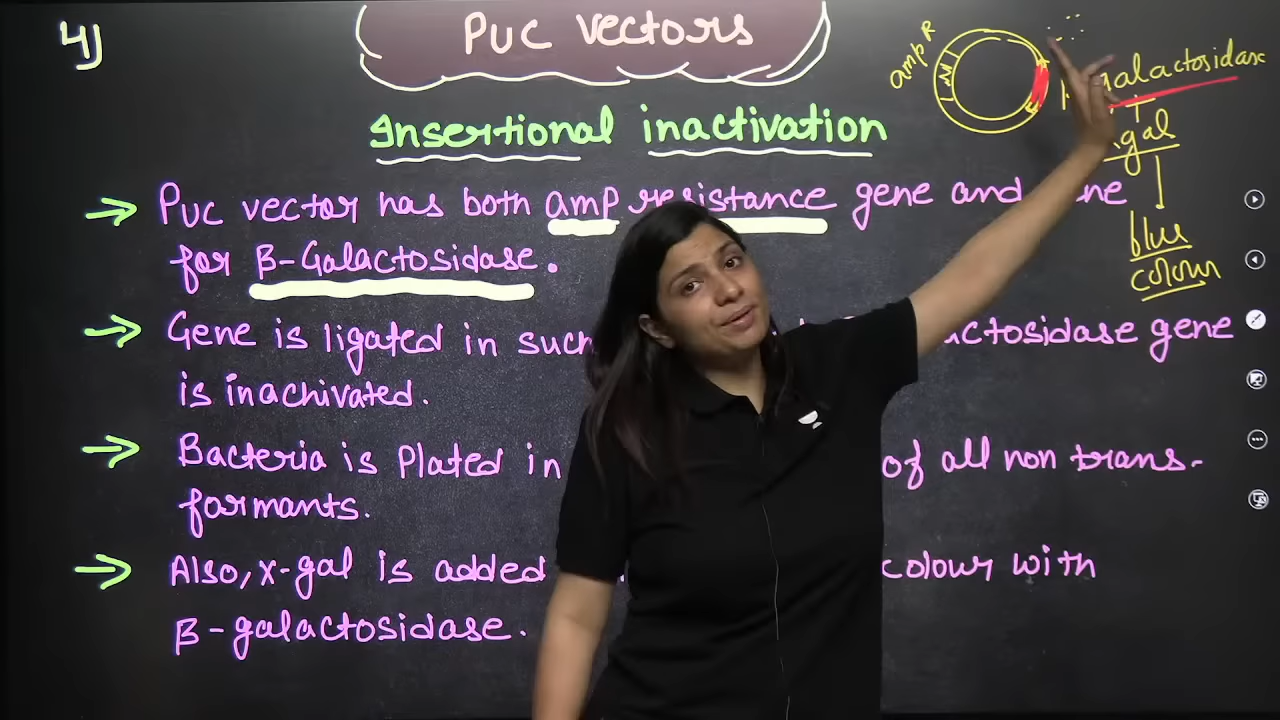 4J
PUC vectors
Insertional inactivation
amp R
galactosidase
gal
blue
colour
→ PUC vector has both amp resistance gene and
for β-Galactosidase.
→ Gene is ligated in such actosidase gene
is inachivated.
→ Bacteria is Plated in of all non trans-
formants.
→ Also, x-gal is added colour with
β-galactosidase.